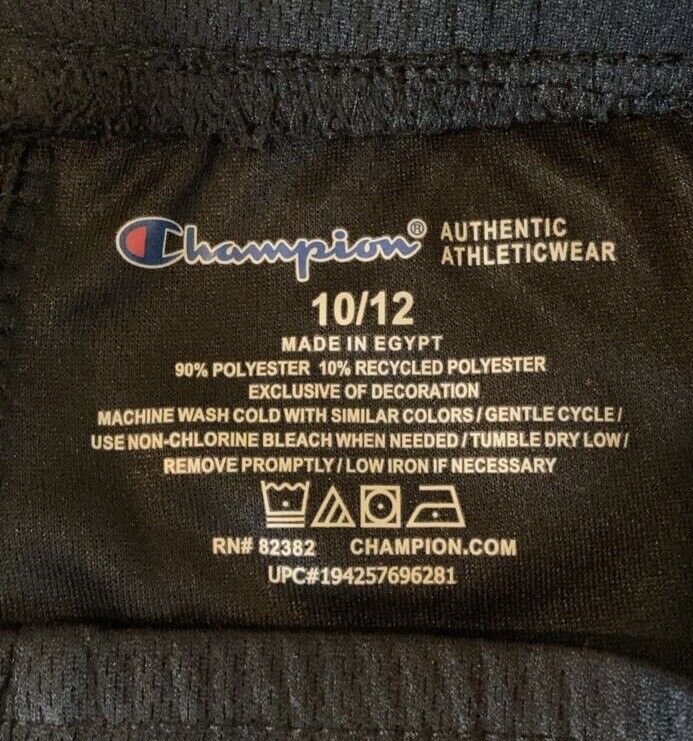 Champion® AUTHENTIC ATHLETICWEAR
10/12
MADE IN EGYPT
90% POLYESTER 10% RECYCLED POLYESTER
EXCLUSIVE OF DECORATION
MACHINE WASH COLD WITH SIMILAR COLORS / GENTLE CYCLE /
USE NON-CHLORINE BLEACH WHEN NEEDED / TUMBLE DRY LOW /
REMOVE PROMPTLY / LOW IRON IF NECESSARY
RN# 82382 CHAMPION.COM
UPC#194257696281